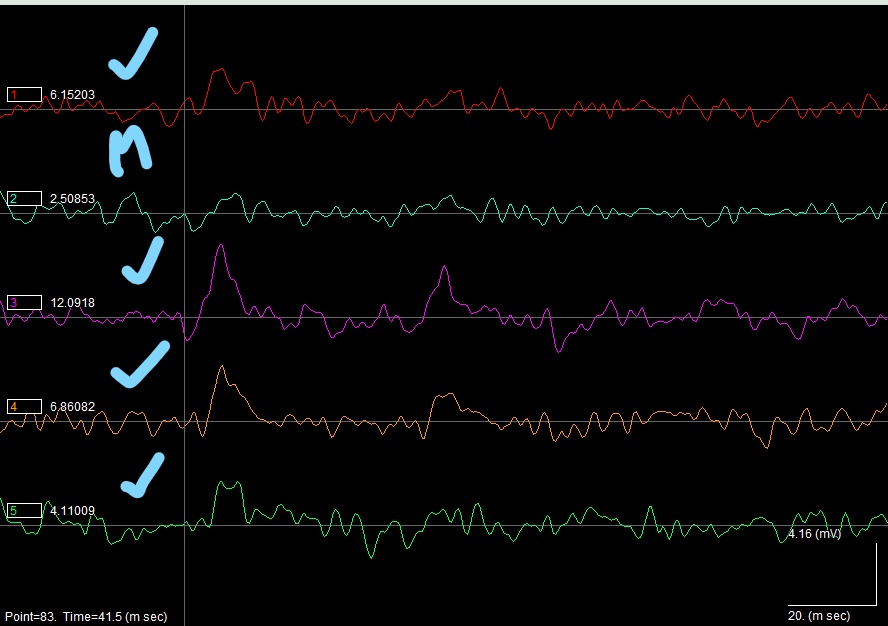 1 6.15203
2 2.50853
3 12.0918
4 6.86082
5 4.11009
4.16 (mV)
Point=83. Time=41.5 (m sec)
20. (m sec)